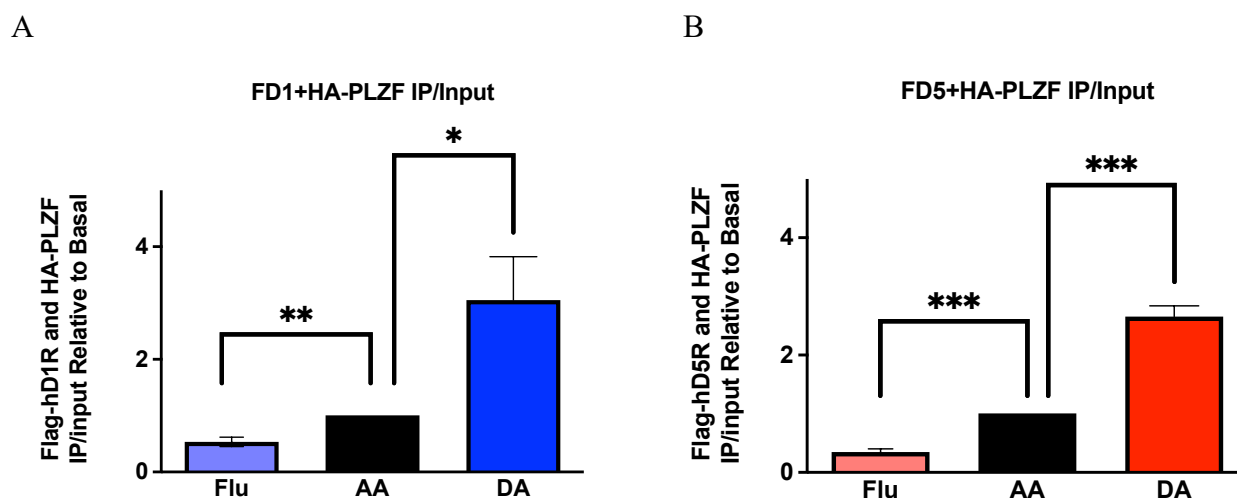 A
FD1+HA-PLZF IP/Input
Flag-hD1R and HA-PLZF
IP/input Relative to Basal
4
2
0
**
*
Flu
AA
DA
B
FD5+HA-PLZF IP/Input
Flag-hD5R and HA-PLZF
IP/input Relative to Basal
4
2
0
***
***
Flu
AA
DA